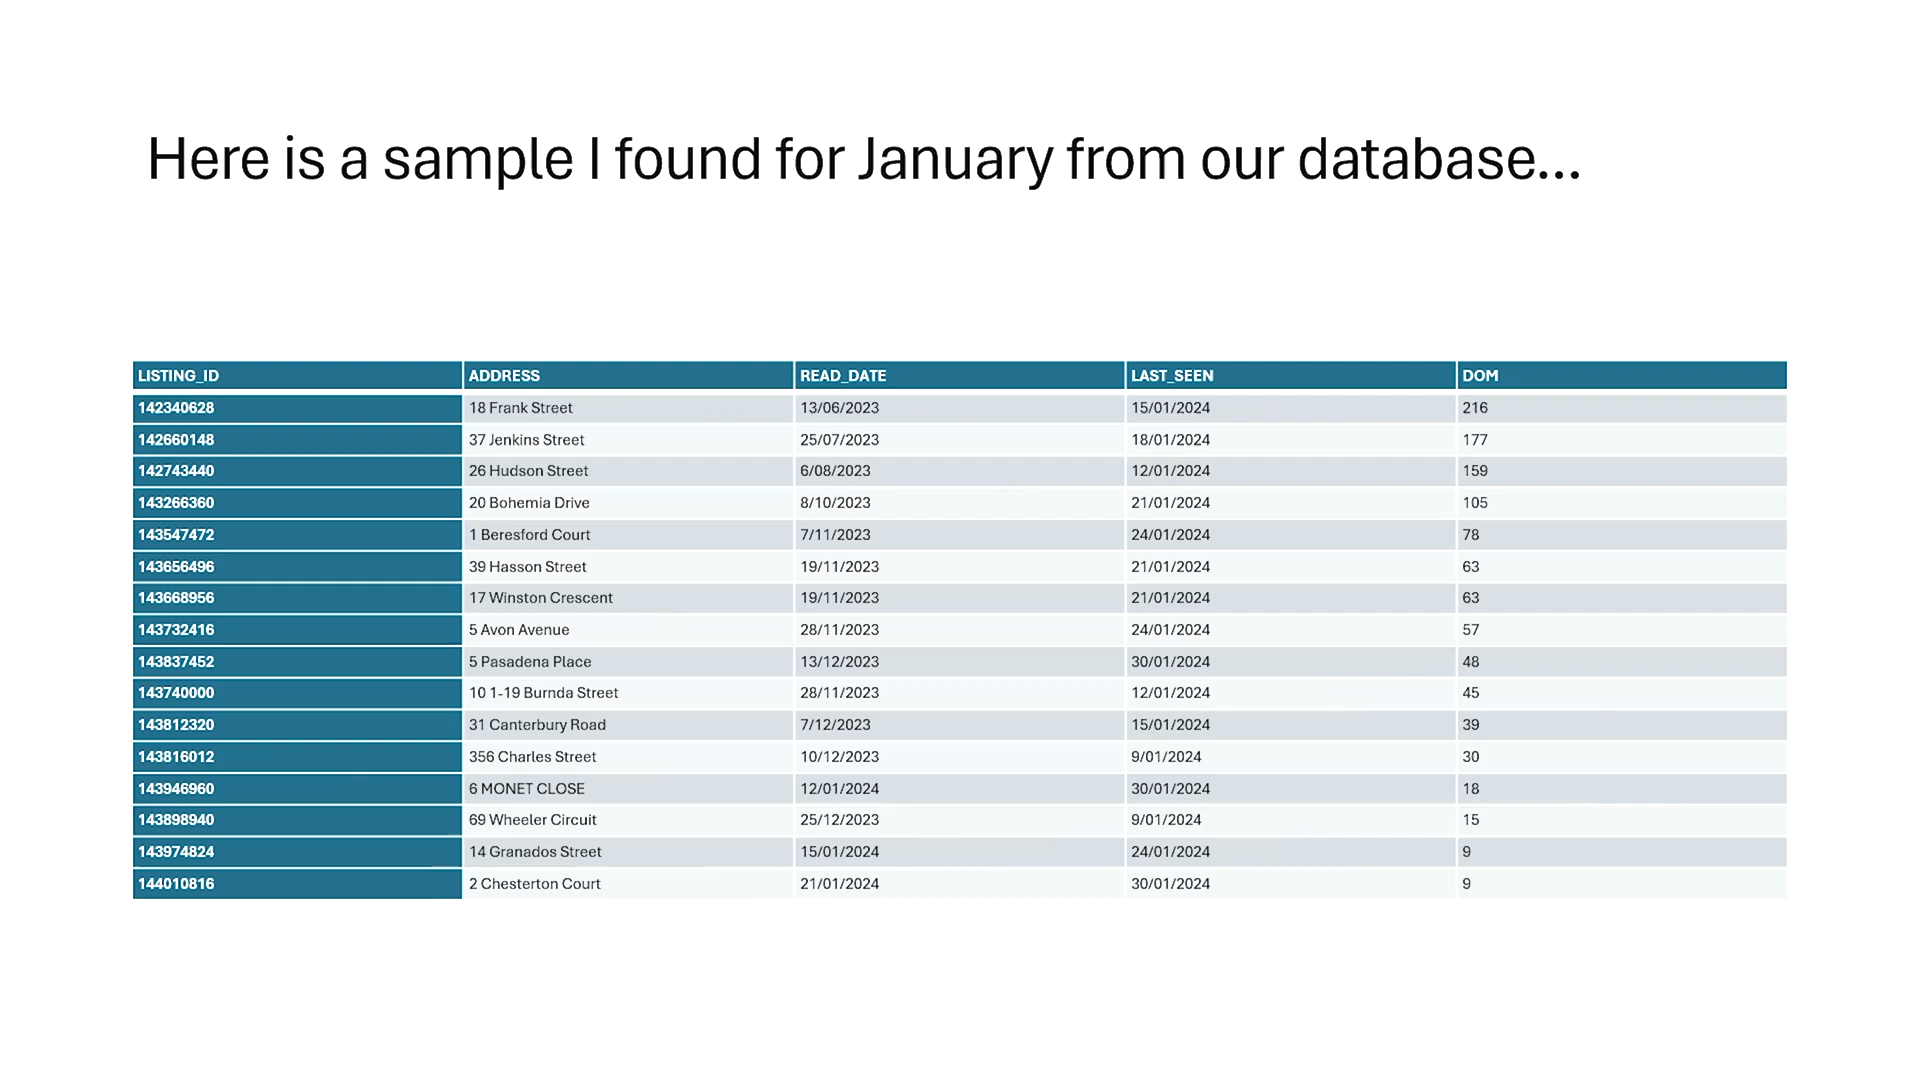 Here is a sample I found for January from our database...
LISTING_ID ADDRESS READ_DATE LAST_SEEN DOM
142340628 18 Frank Street 13/06/2023 15/01/2024 216
142660148 37 Jenkins Street 25/07/2023 18/01/2024 177
142743440 26 Hudson Street 6/08/2023 12/01/2024 159
143266360 20 Bohemia Drive 8/10/2023 21/01/2024 105
143547472 1 Beresford Court 7/11/2023 24/01/2024 78
143656496 39 Hasson Street 19/11/2023 21/01/2024 63
143668956 17 Winston Crescent 19/11/2023 21/01/2024 63
143732416 5 Avon Avenue 28/11/2023 24/01/2024 57
143837452 5 Pasadena Place 13/12/2023 30/01/2024 48
143740000 10 1-19 Burnda Street 28/11/2023 12/01/2024 45
143812320 31 Canterbury Road 7/12/2023 15/01/2024 39
143816012 356 Charles Street 10/12/2023 9/01/2024 30
143946960 6 MONET CLOSE 12/01/2024 30/01/2024 18
143898940 69 Wheeler Circuit 25/12/2023 9/01/2024 15
143974824 14 Granados Street 15/01/2024 24/01/2024 9
144010816 2 Chesterton Court 21/01/2024 30/01/2024 9